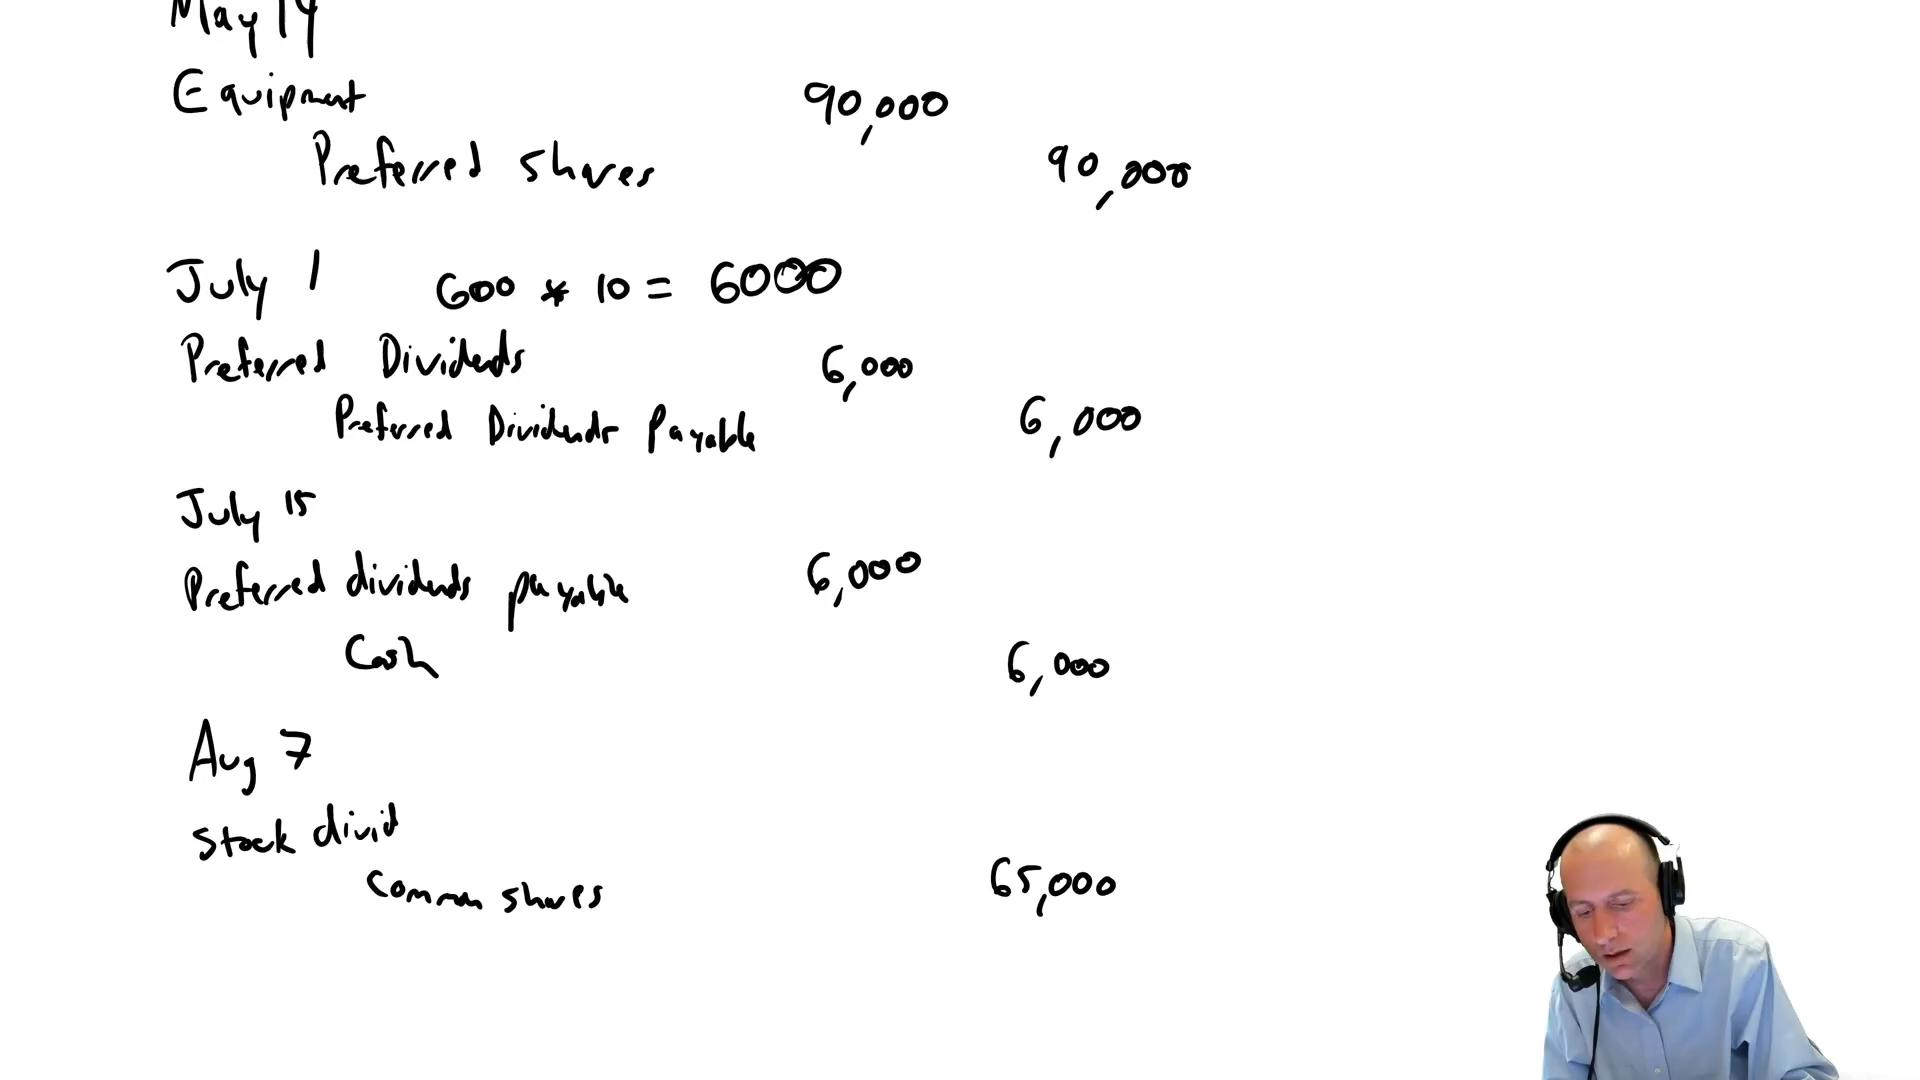 May 14
Equipment 90,000
Preferred shares 90,000
July 1 600 * 10 = 6000
Preferred Dividends 6,000
Preferred Dividends Payable 6,000
July 15
Preferred dividends payable 6,000
Cash 6,000
Aug 7
Stock divid
Common shares 65,000